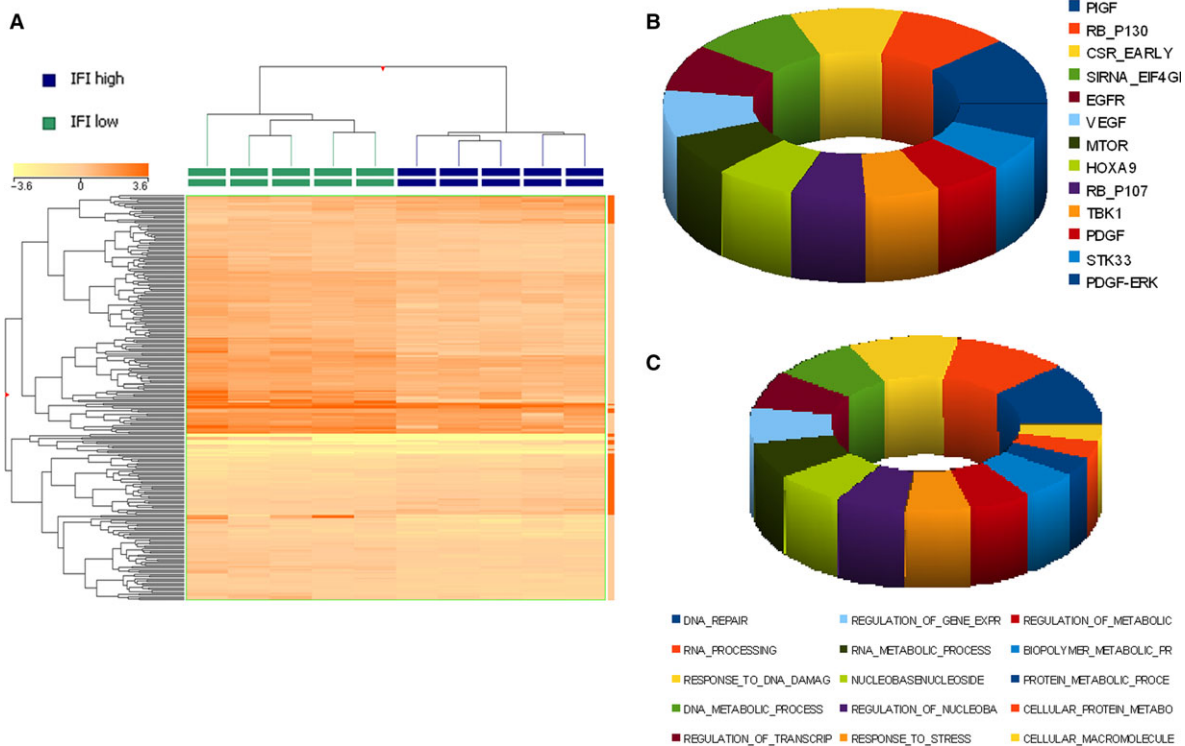 A
IFI high
IFI low
−3.6 0 3.6
B
PIGF
RB_P130
CSR_EARLY
SIRNA_EIF4GI
EGFR
VEGF
MTOR
HOXA9
RB_P107
TBK1
PDGF
STK33
PDGF-ERK
C
DNA_REPAIR REGULATION_OF_GENE_EXPR REGULATION_OF_METABOLIC
RNA_PROCESSING RNA_METABOLIC_PROCESS BIOPOLYMER_METABOLIC_PR
RESPONSE_TO_DNA_DAMAG NUCLEOBASENUCLEOSIDE PROTEIN_METABOLIC_PROCE
DNA_METABOLIC_PROCESS REGULATION_OF_NUCLEOBA CELLULAR_PROTEIN_METABO
REGULATION_OF_TRANSCRIP RESPONSE_TO_STRESS CELLULAR_MACROMOLECULE